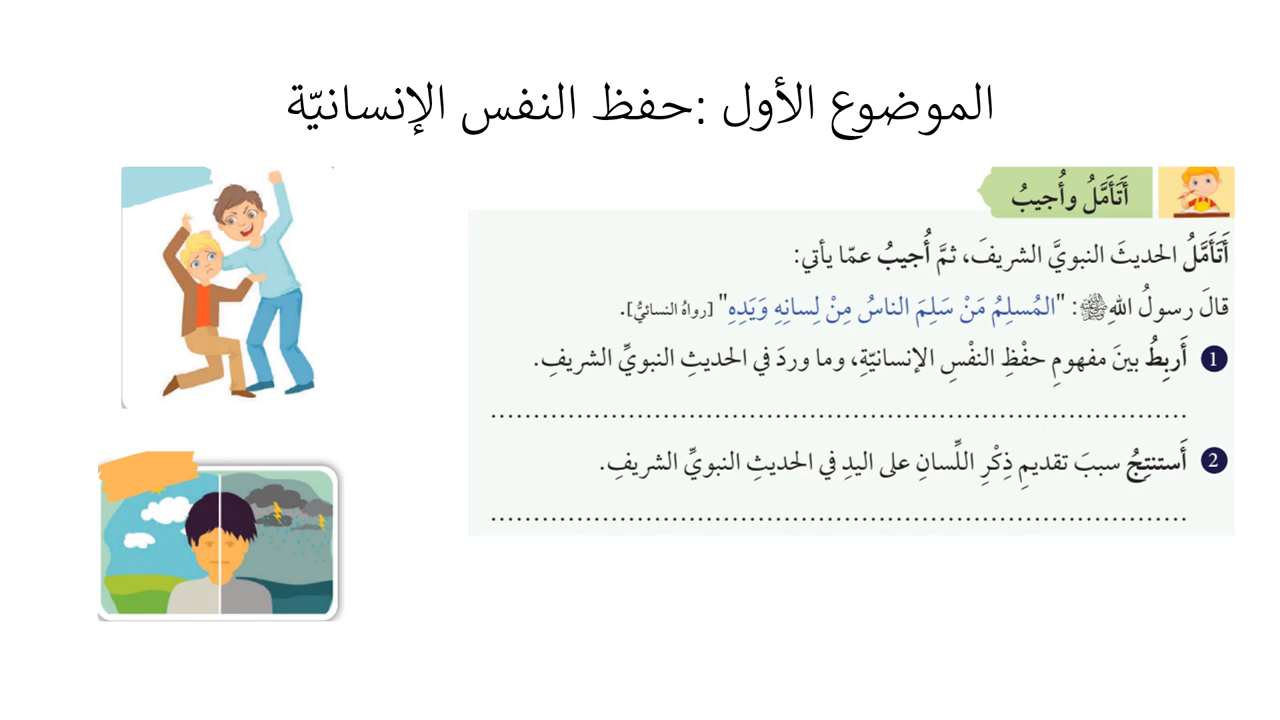 الموضوع الأول :حفظ النفس الإنسانيّة
أَتَأَمَّلُ وأُجيبُ
أَتَأَمَّلُ الحديثَ النبويَّ الشريفَ، ثمَّ أُجيبُ عمّا يأتي:
قالَ رسولُ اللهِ ﷺ: "المُسلِمُ مَنْ سَلِمَ الناسُ مِنْ لِسانِهِ وَيَدِهِ" [رواهُ النسائيُّ].
1 أَربِطُ بينَ مفهومِ حفْظِ النفْسِ الإنسانيّةِ، وما وردَ في الحديثِ النبويِّ الشريفِ.
..........................................................................................
2 أَستنتِجُ سببَ تقديمِ ذِكْرِ اللِّسانِ على اليدِ في الحديثِ النبويِّ الشريفِ.
..........................................................................................